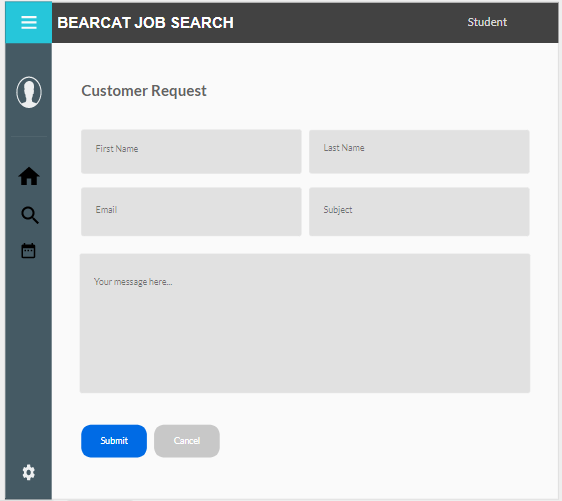 BEARCAT JOB SEARCH
Student
Customer Request
First Name
Last Name
Email
Subject
Your message here...
Submit
Cancel